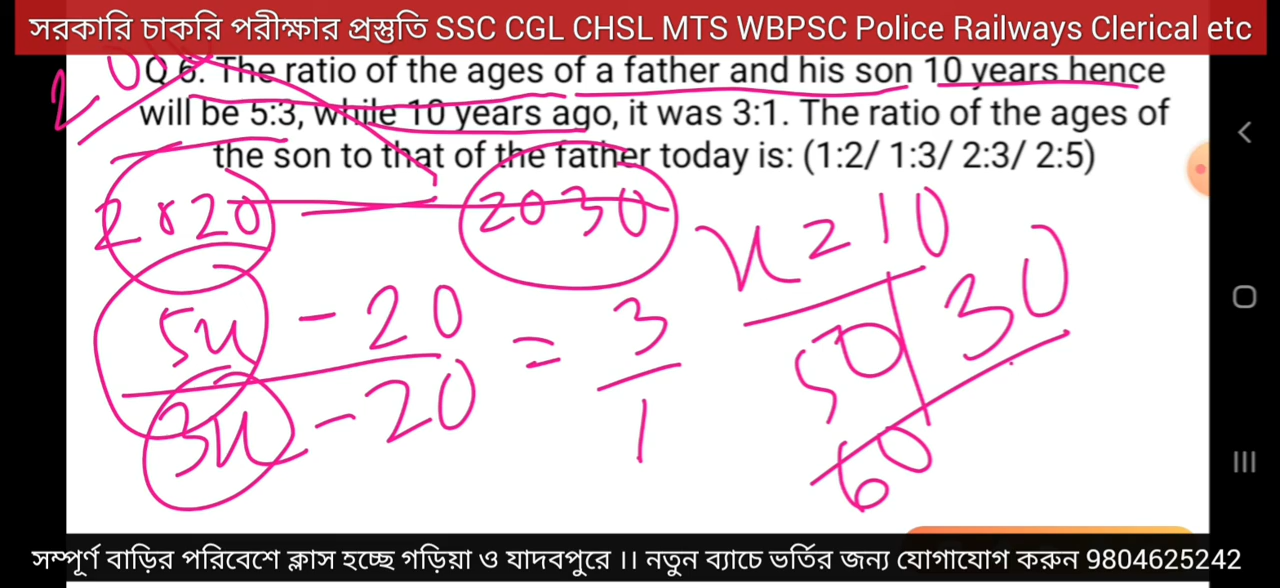 সরকারি চাকরি পরীক্ষার প্রস্তুতি SSC CGL CHSL MTS WBPSC Police Railways Clerical etc
Q 6. The ratio of the ages of a father and his son 10 years hence
will be 5:3, while 10 years ago, it was 3:1. The ratio of the ages of
the son to that of the father today is: (1:2/ 1:3/ 2:3/ 2:5)
2020
2030
x = 10
5x - 20
3x - 20
=
3
1
50
30
60
সম্পূর্ণ বাড়ির পরিবেশে ক্লাস হচ্ছে গড়িয়া ও যাদবপুরে ।। নতুন ব্যাচে ভর্তির জন্য যোগাযোগ করুন 9804625242